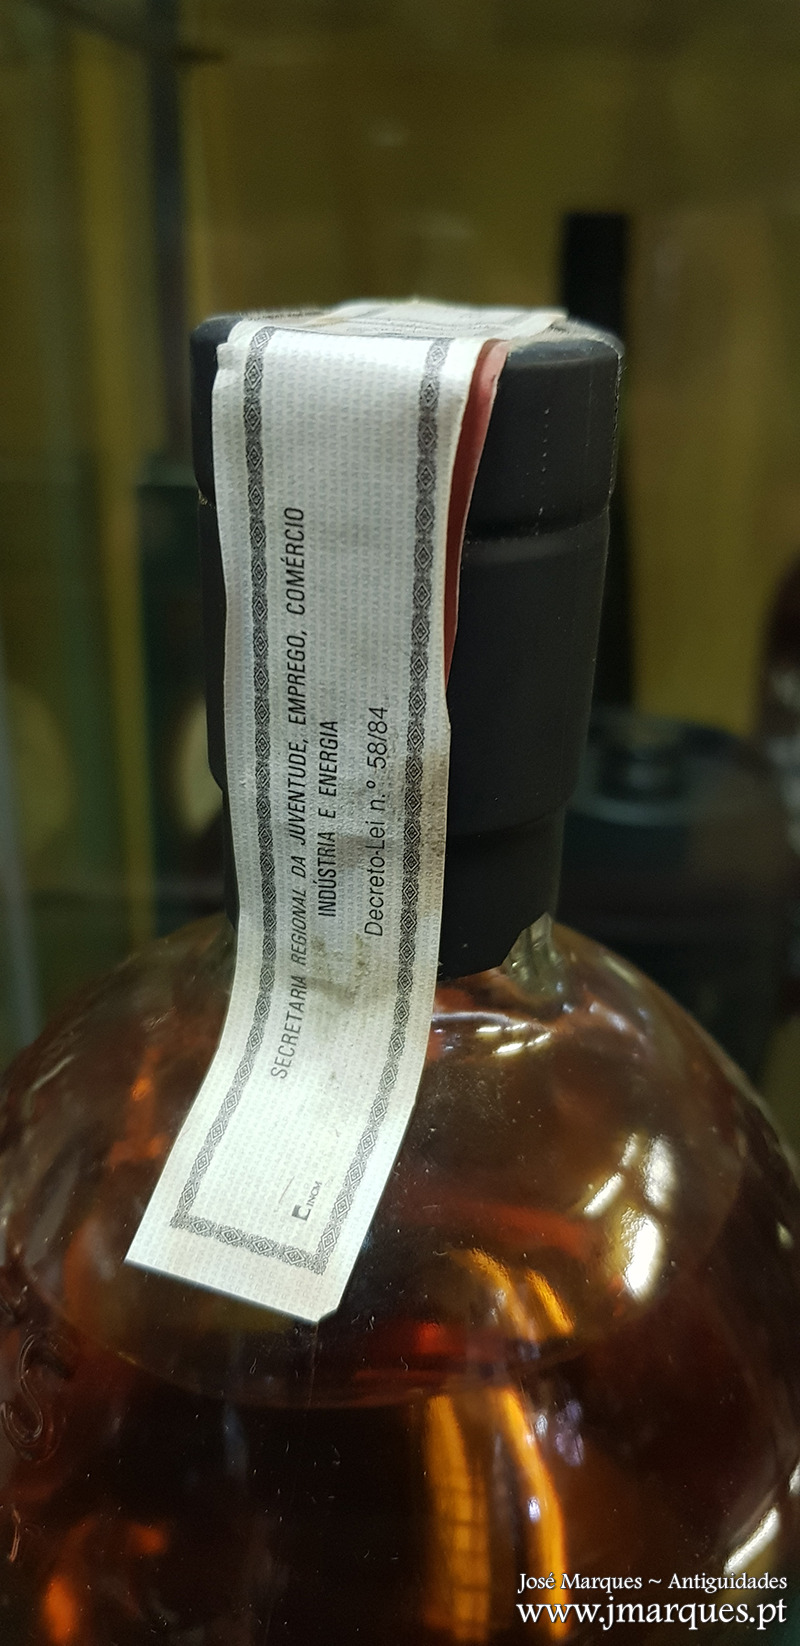 SECRETARIA REGIONAL DA JUVENTUDE, EMPREGO, COMÉRCIO
INDÚSTRIA E ENERGIA
Decreto-Lei n.º 58/84
INCM
José Marques ~ Antiguidades
www.jmarques.pt